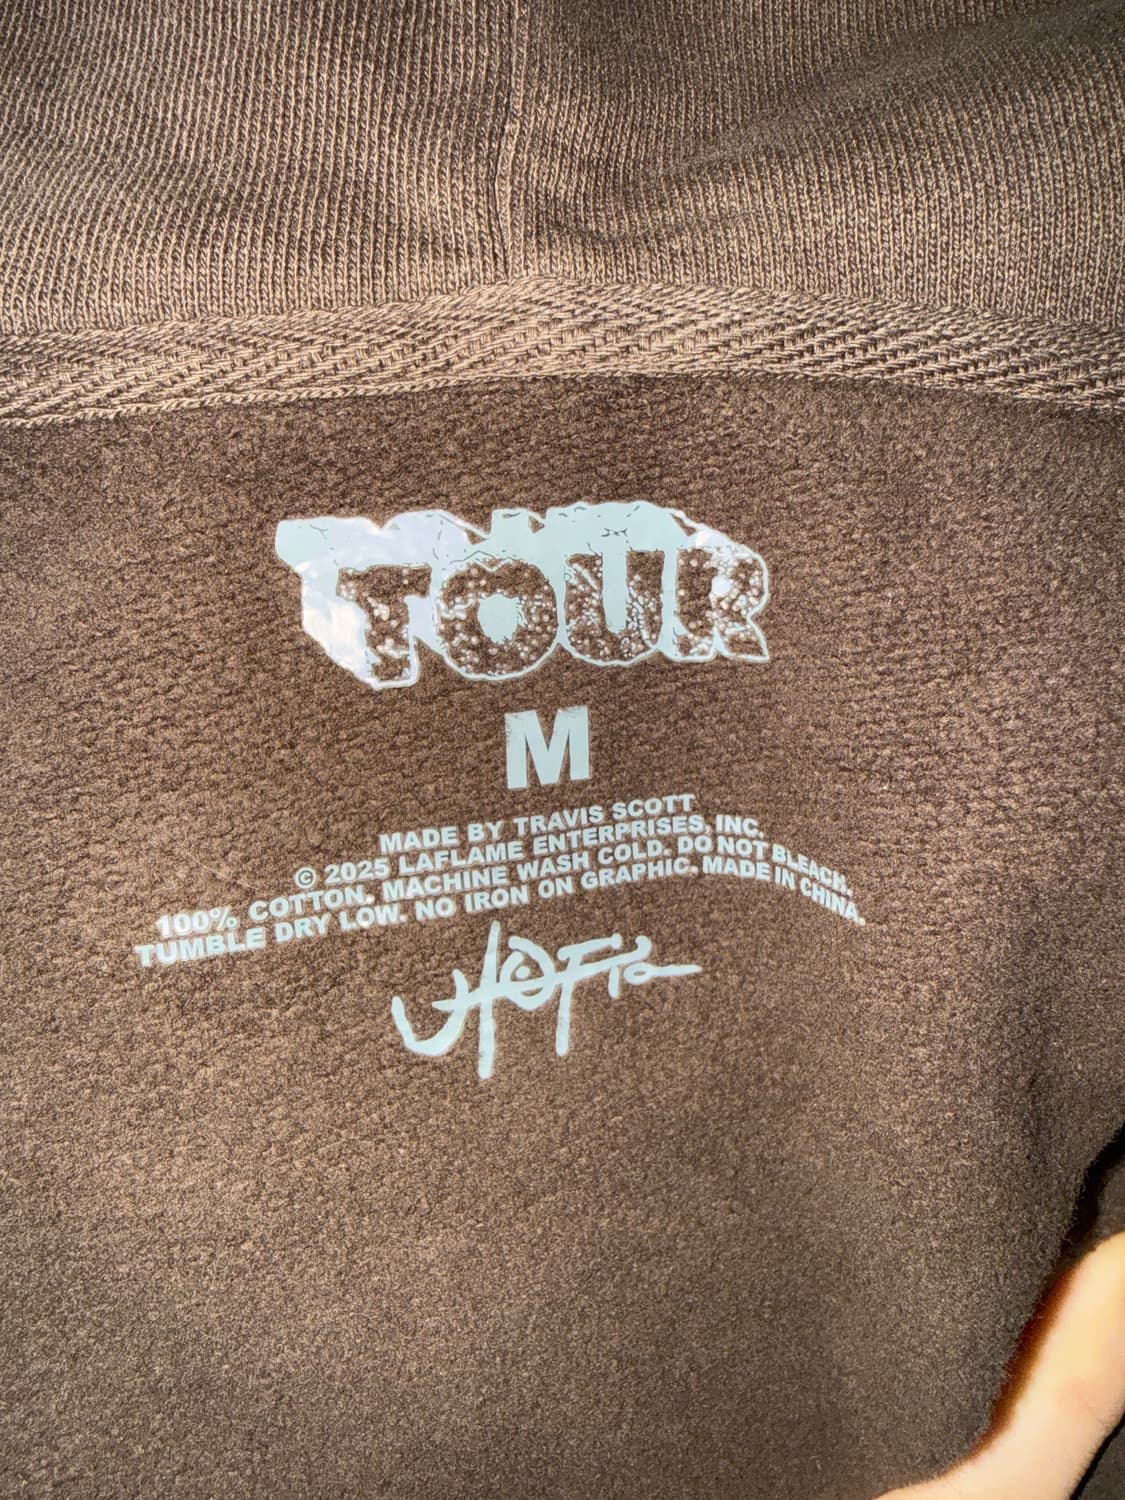 TOUR
M
MADE BY TRAVIS SCOTT
© 2025 LAFLAME ENTERPRISES, INC.
100% COTTON. MACHINE WASH COLD. DO NOT BLEACH.
TUMBLE DRY LOW. NO IRON ON GRAPHIC. MADE IN CHINA.